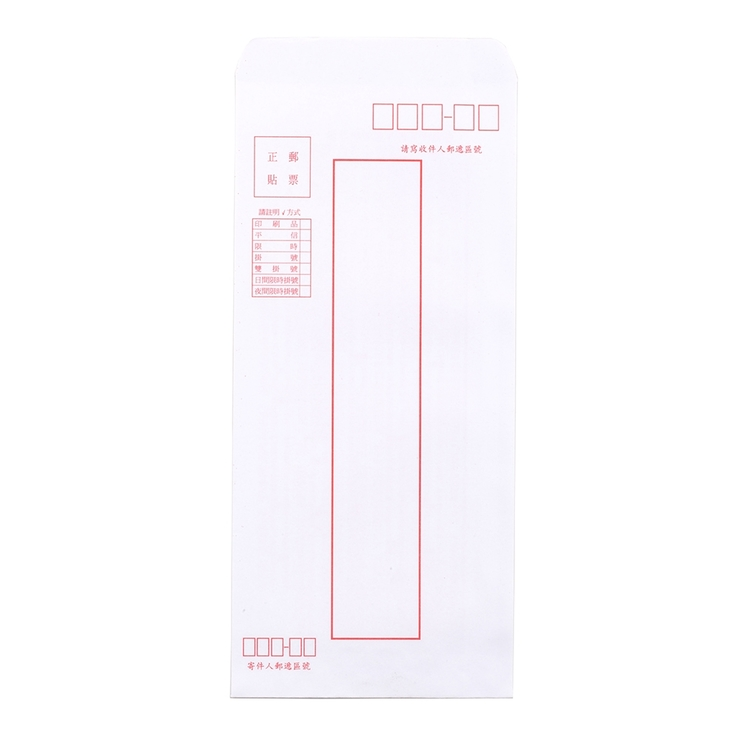 請寫收件人郵遞區號
正郵
貼票
請註明✓方式
印刷品
平信
限時
掛號
雙掛號
日間限時掛號
夜間限時掛號
寄件人郵遞區號